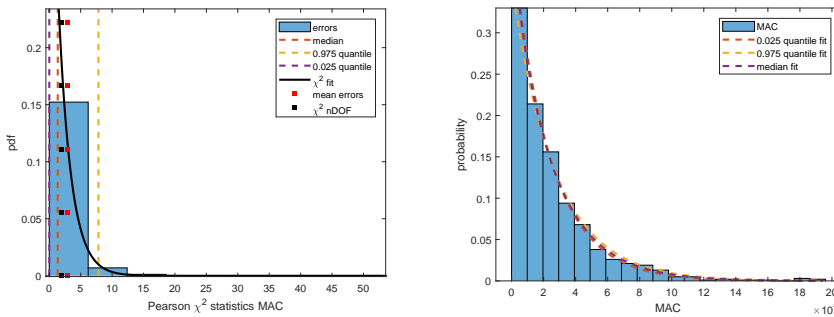 errors
median
0.975 quantile
0.025 quantile
χ² fit
mean errors
χ² nDOF
pdf
0.2
0.15
0.1
0.05
0
0 5 10 15 20 25 30 35 40 45 50
Pearson χ² statistics MAC
MAC
0.025 quantile fit
0.975 quantile fit
median fit
probability
0.3
0.25
0.2
0.15
0.1
0.05
0
0 2 4 6 8 10 12 14 16 18
MAC